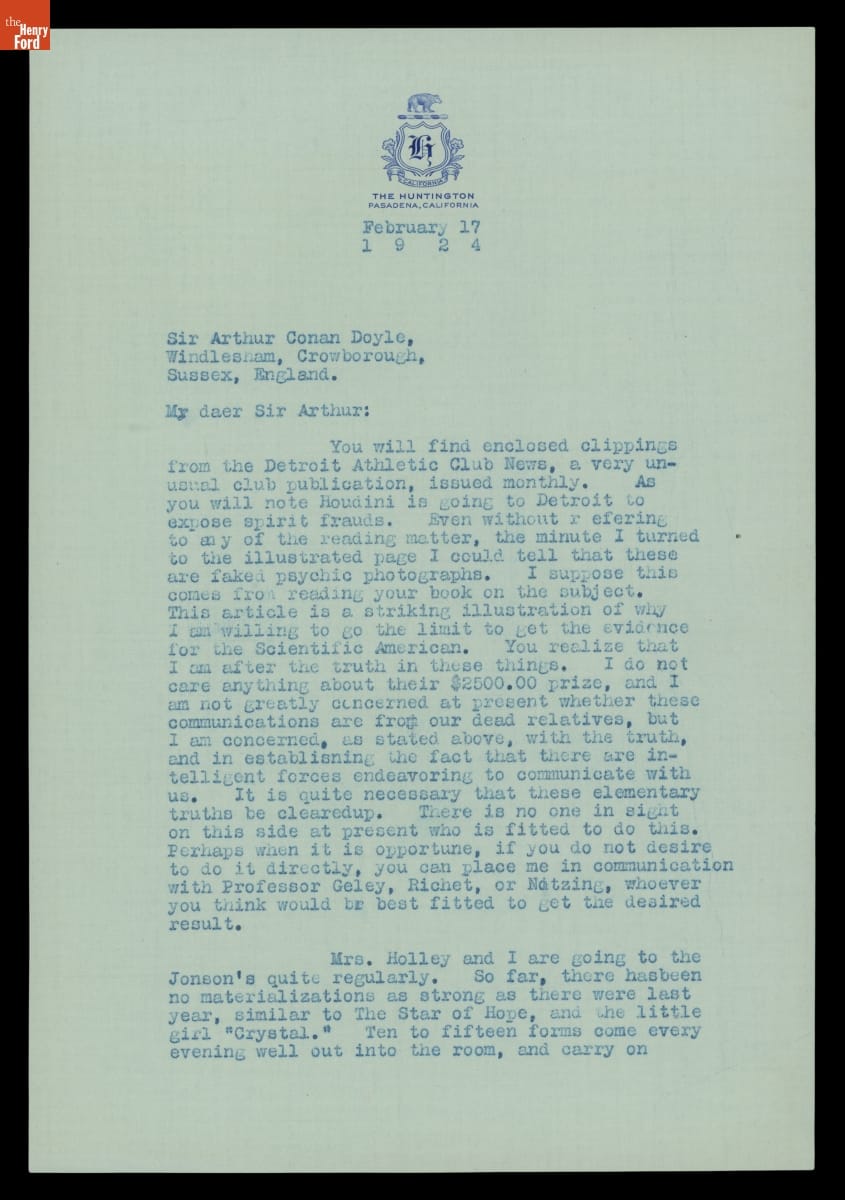 the
Henry
Ford
H
CALIFORNIA
THE HUNTINGTON
PASADENA, CALIFORNIA
February 17
1 9 2 4
Sir Arthur Conan Doyle,
Windlesham, Crowborough,
Sussex, England.
My daer Sir Arthur:
You will find enclosed clippings
from the Detroit Athletic Club News, a very un-
usual club publication, issued monthly. As
you will note Houdini is going to Detroit to
expose spirit frauds. Even without r efering
to any of the reading matter, the minute I turned
to the illustrated page I could tell that these
are faked psychic photographs. I suppose this
comes from reading your book on the subject.
This article is a striking illustration of why
I am willing to go the limit to get the evidence
for the Scientific American. You realize that
I am after the truth in these things. I do not
care anything about their $2500.00 prize, and I
am not greatly concerned at present whether these
communications are from our dead relatives, but
I am concerned, as stated above, with the truth,
and in establisning the fact that there are in-
telligent forces endeavoring to communicate with
us. It is quite necessary that these elementary
truths be clearedup. There is no one in sight
on this side at present who is fitted to do this.
Perhaps when it is opportune, if you do not desire
to do it directly, you can place me in communication
with Professor Geley, Richet, or Notzing, whoever
you think would be best fitted to get the desired
result.
Mrs. Holley and I are going to the
Jonson's quite regularly. So far, there hasbeen
no materializations as strong as there were last
year, similar to The Star of Hope, and the little
girl "Crystal." Ten to fifteen forms come every
evening well out into the room, and carry on